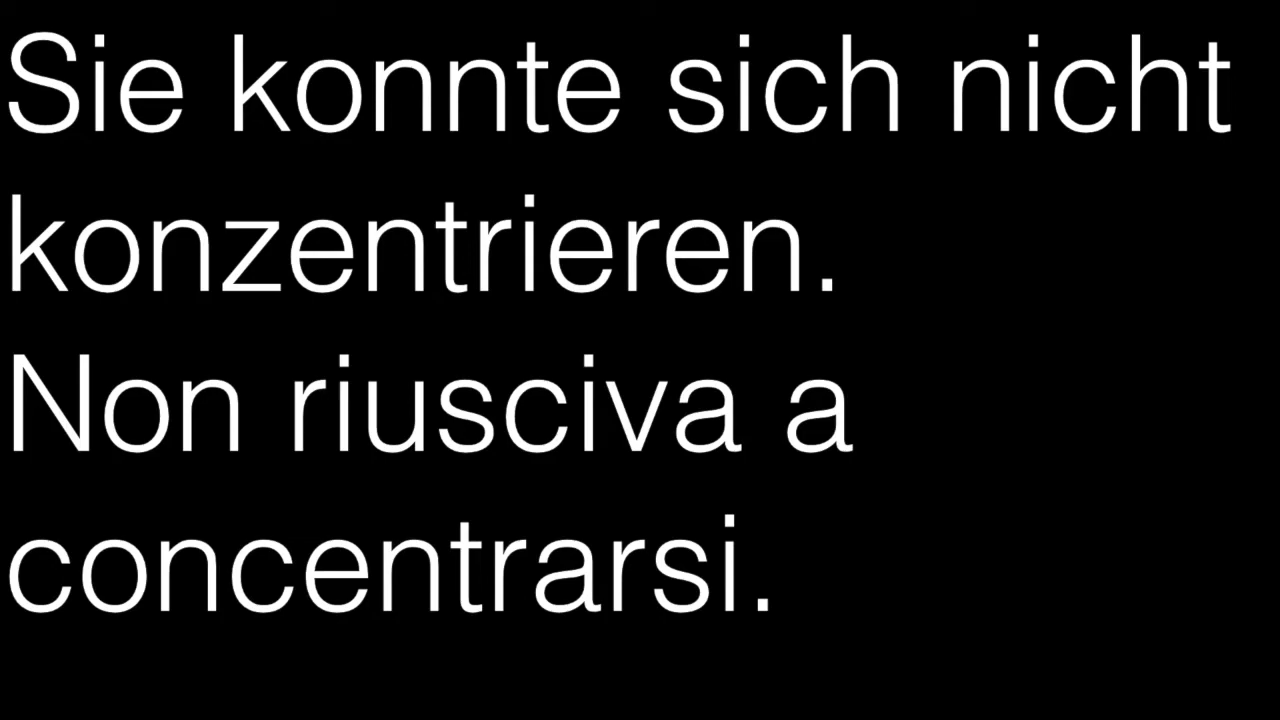 Sie konnte sich nicht
konzentrieren.
Non riusciva a
concentrarsi.